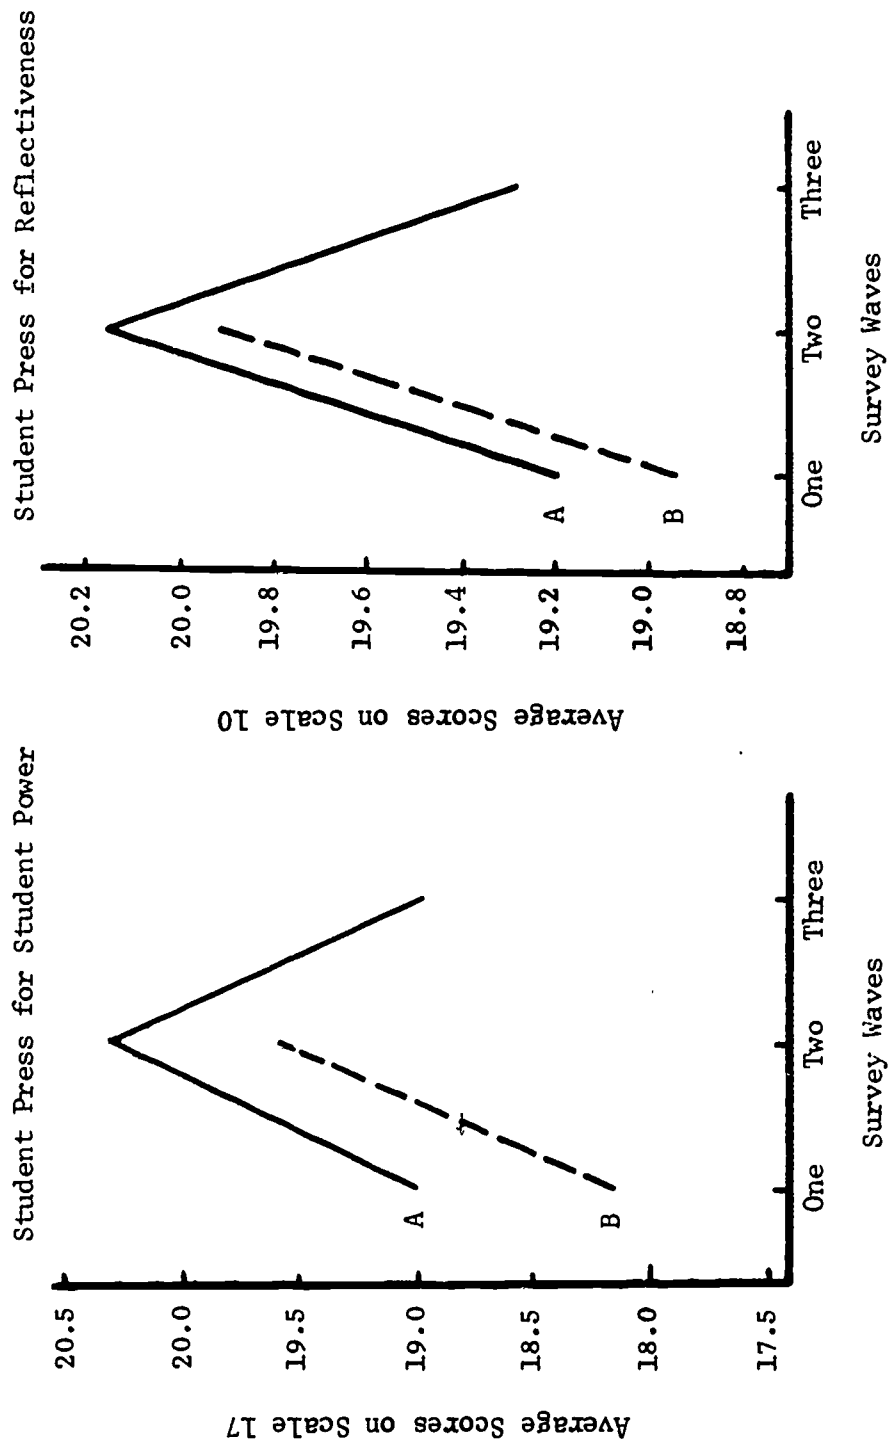 Student Press for Student Power
Average Scores on Scale 17
20.5
20.0
19.5
19.0
18.5
18.0
17.5
A
B
One
Two
Three
Survey Waves
Student Press for Reflectiveness
Average Scores on Scale 10
20.2
20.0
19.8
19.6
19.4
19.2
19.0
18.8
A
B
One
Two
Three
Survey Waves